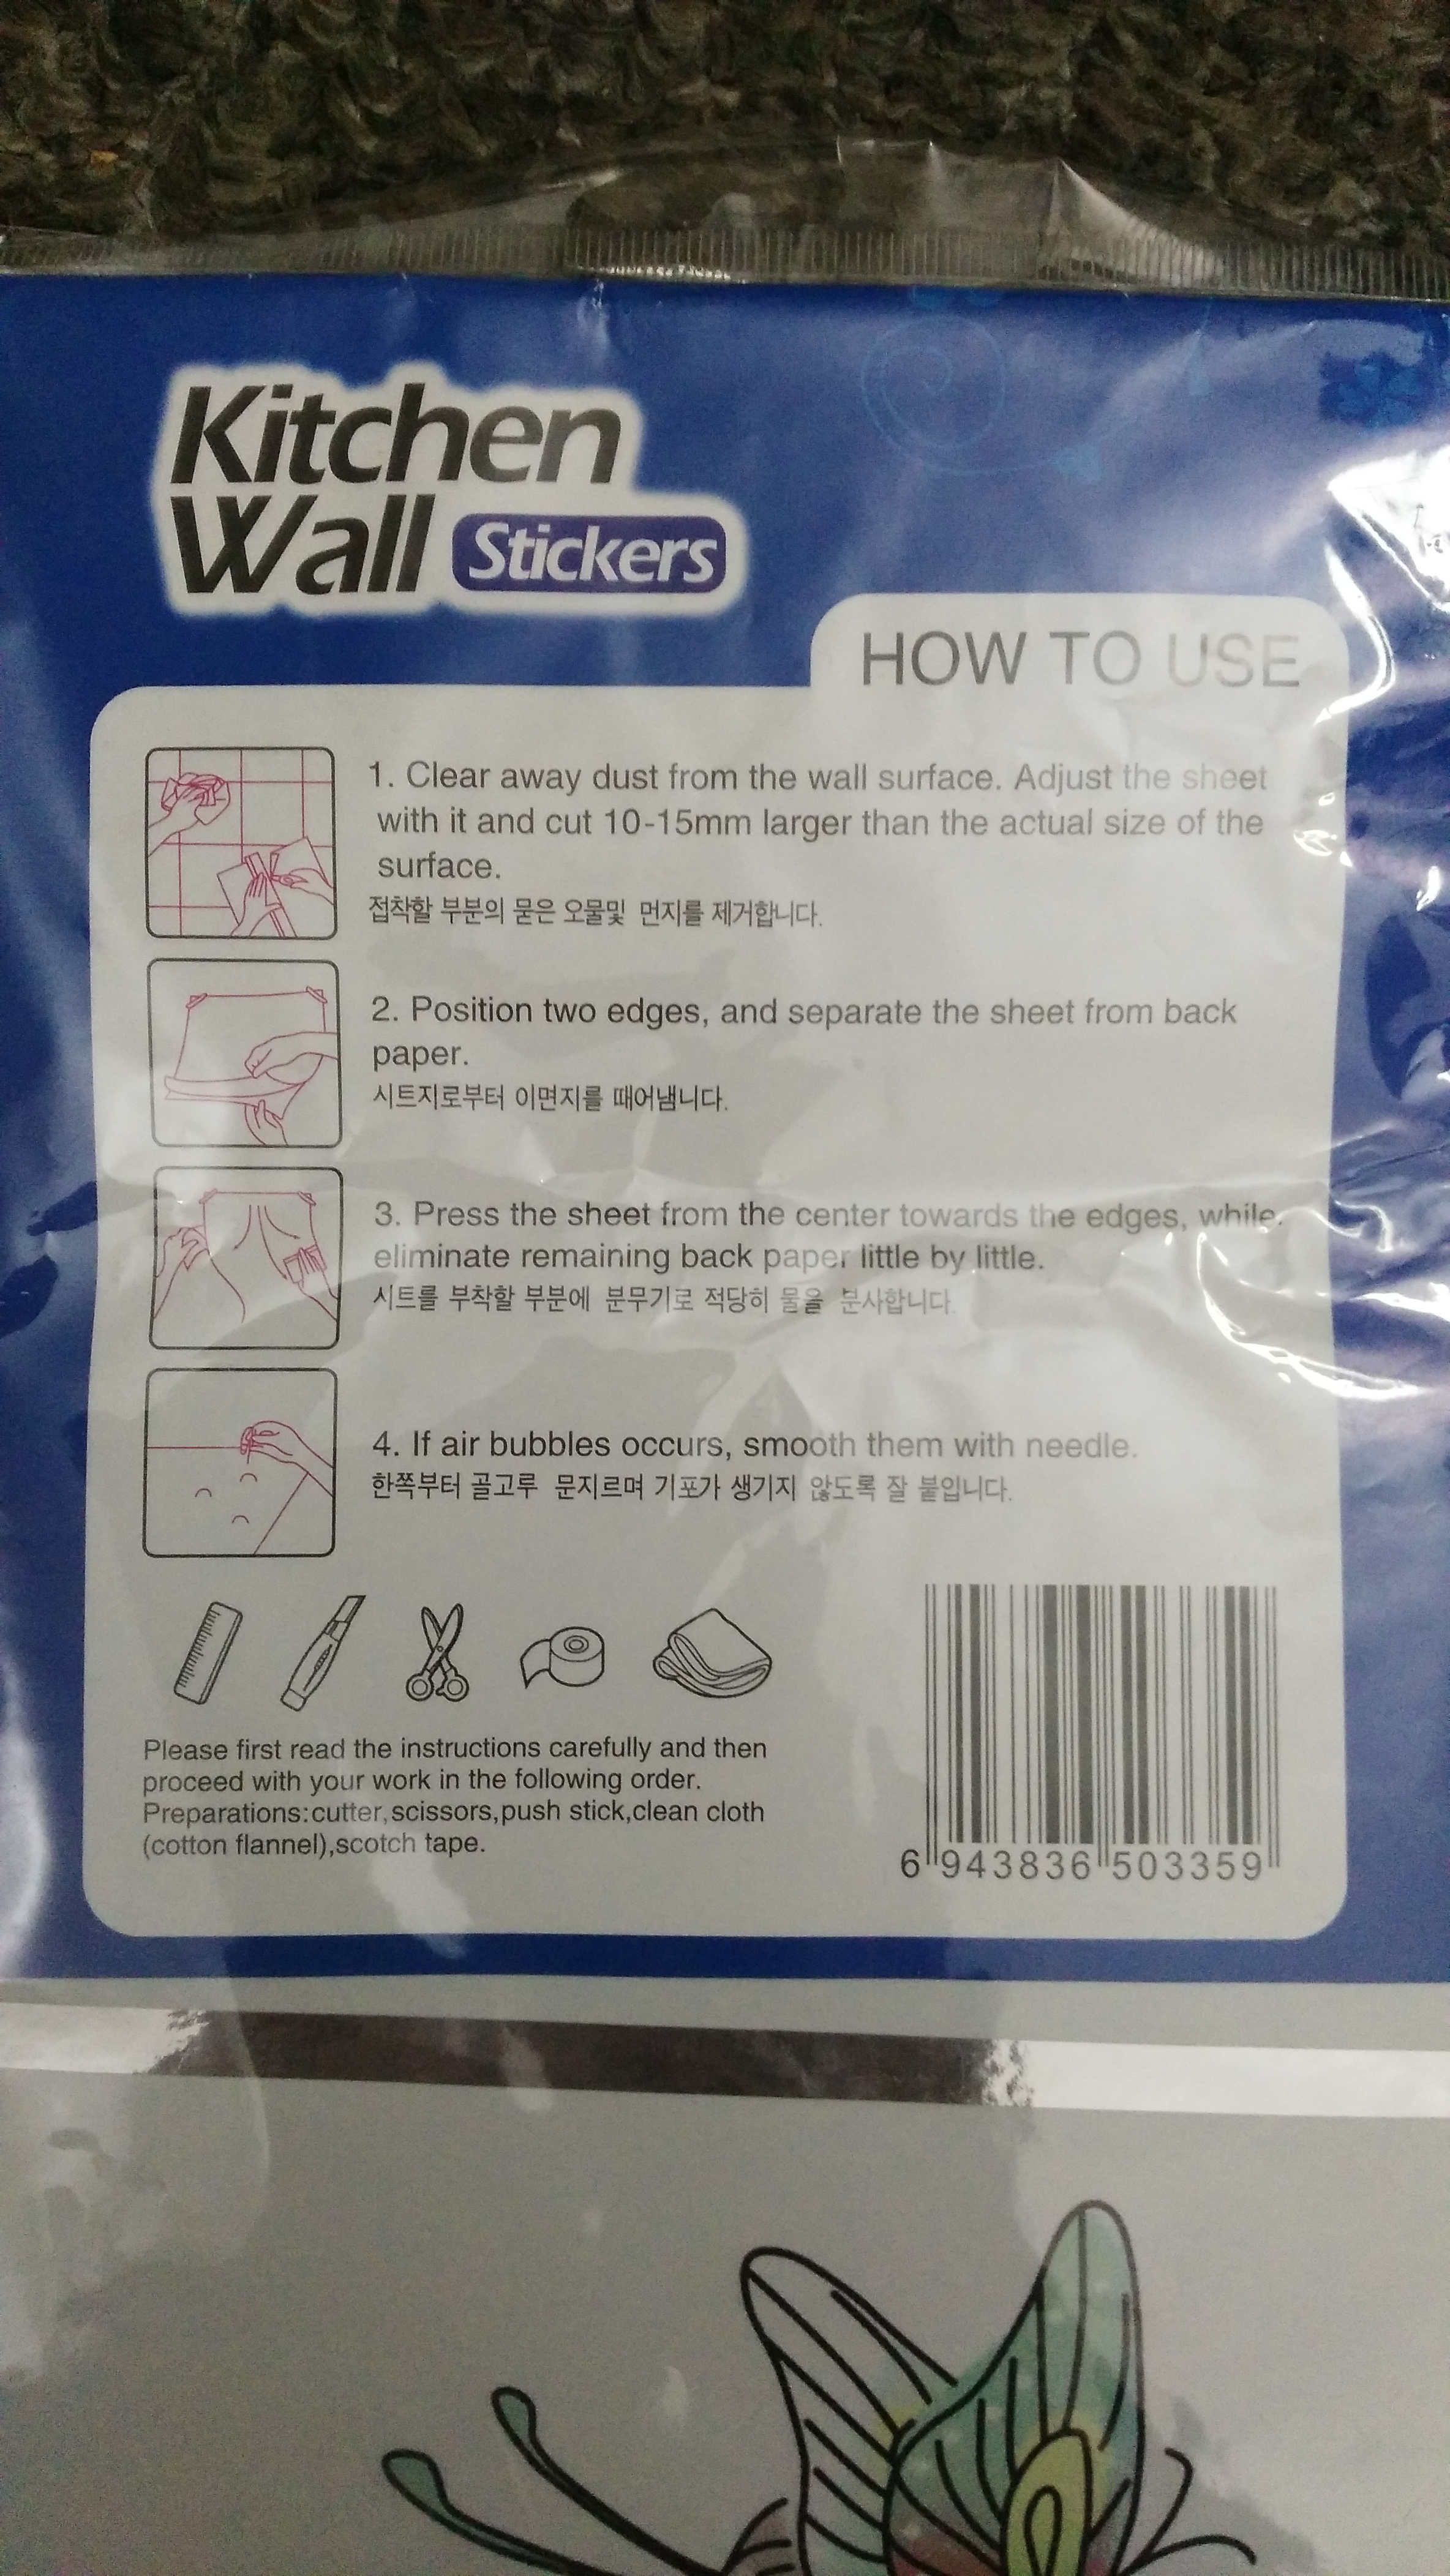 Kitchen
Wall Stickers
HOW TO USE
1. Clear away dust from the wall surface. Adjust the sheet
with it and cut 10-15mm larger than the actual size of the
surface.
접착할 부분의 묻은 오물및 먼지를 제거합니다.
2. Position two edges, and separate the sheet from back
paper.
시트지로부터 이면지를 때어냅니다.
3. Press the sheet from the center towards the edges, while
eliminate remaining back paper little by little.
시트를 부착할 부분에 분무기로 적당히 물을 분사합니다.
4. If air bubbles occurs, smooth them with needle.
한쪽부터 골고루 문지르며 기포가 생기지 않도록 잘 붙입니다.
Please first read the instructions carefully and then
proceed with your work in the following order.
Preparations:cutter,scissors,push stick,clean cloth
(cotton flannel),scotch tape.
6 943836 503359